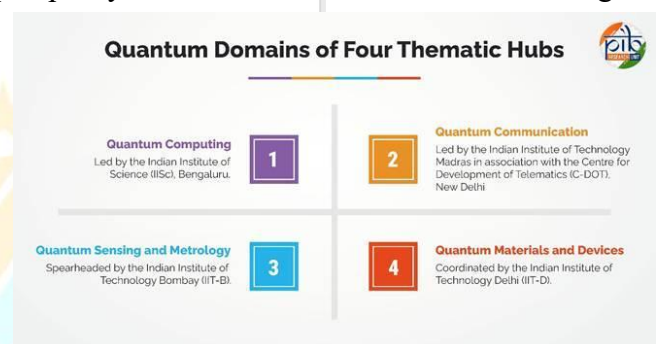 Quantum Domains of Four Thematic Hubs
pib
RESEARCH UNIT
Quantum Computing
Led by the Indian Institute of
Science (IISc), Bengaluru.
1
2
Quantum Communication
Led by the Indian Institute of Technology
Madras in association with the Centre for
Development of Telematics (C-DOT),
New Delhi
Quantum Sensing and Metrology
Spearheaded by the Indian Institute of
Technology Bombay (IIT-B).
3
4
Quantum Materials and Devices
Coordinated by the Indian Institute of
Technology Delhi (IIT-D).